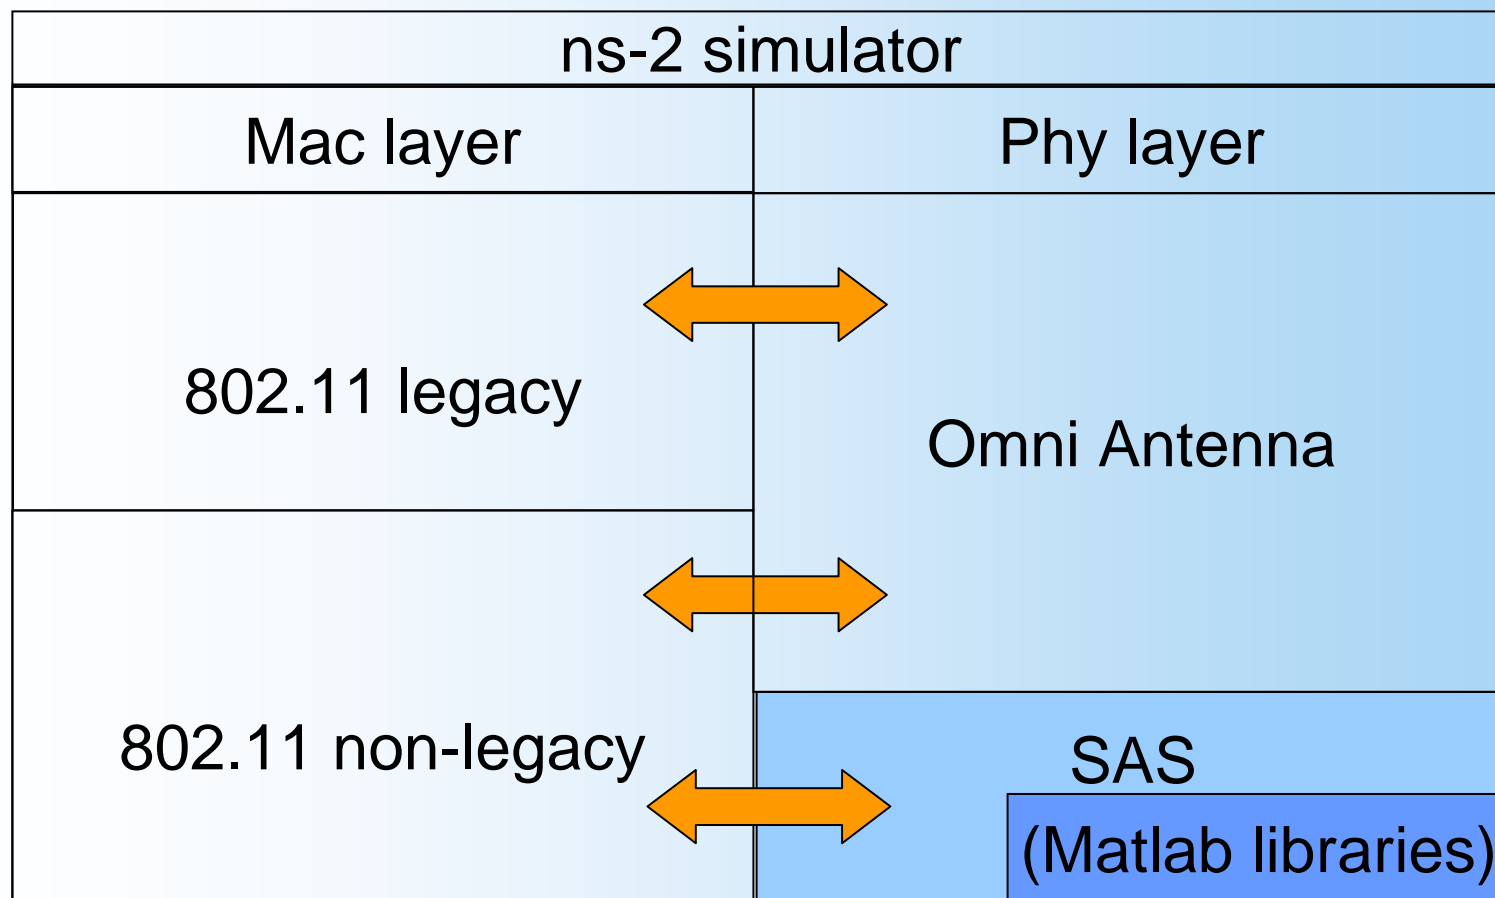 ns-2 simulator
Mac layer
Phy layer
802.11 legacy
Omni Antenna
802.11 non-legacy
SAS
(Matlab libraries)